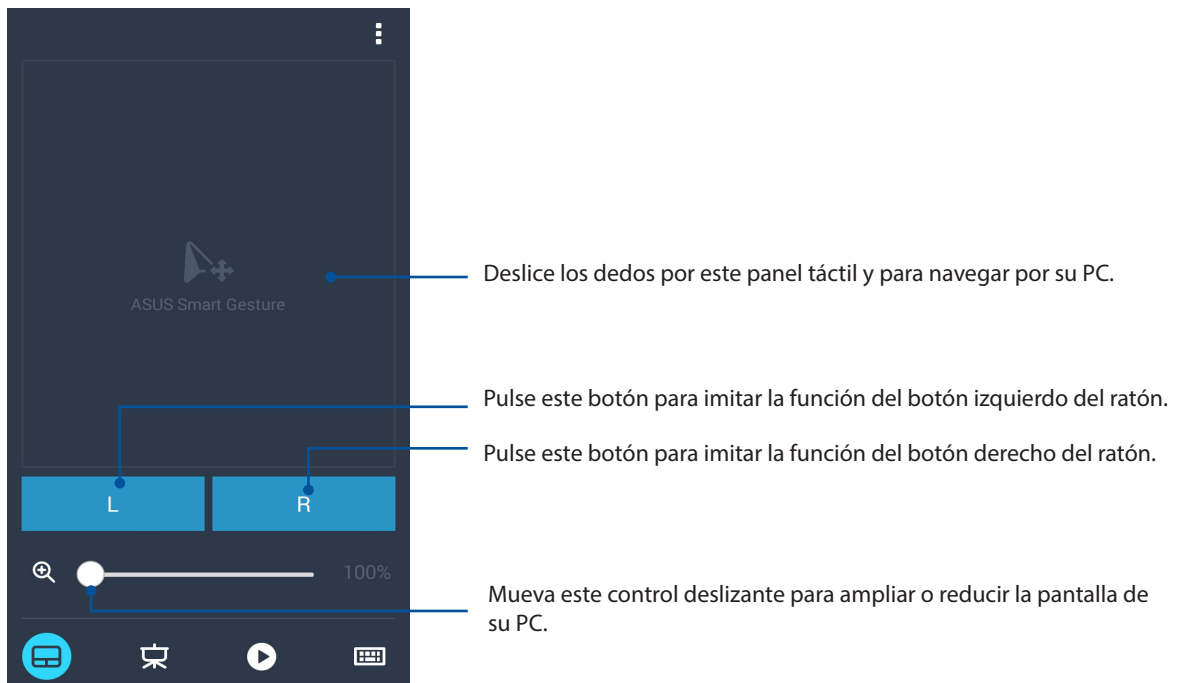 ASUS Smart Gesture
Deslice los dedos por este panel táctil y para navegar por su PC.
Pulse este botón para imitar la función del botón izquierdo del ratón.
Pulse este botón para imitar la función del botón derecho del ratón.
L R
100%
Mueva este control deslizante para ampliar o reducir la pantalla de
su PC.